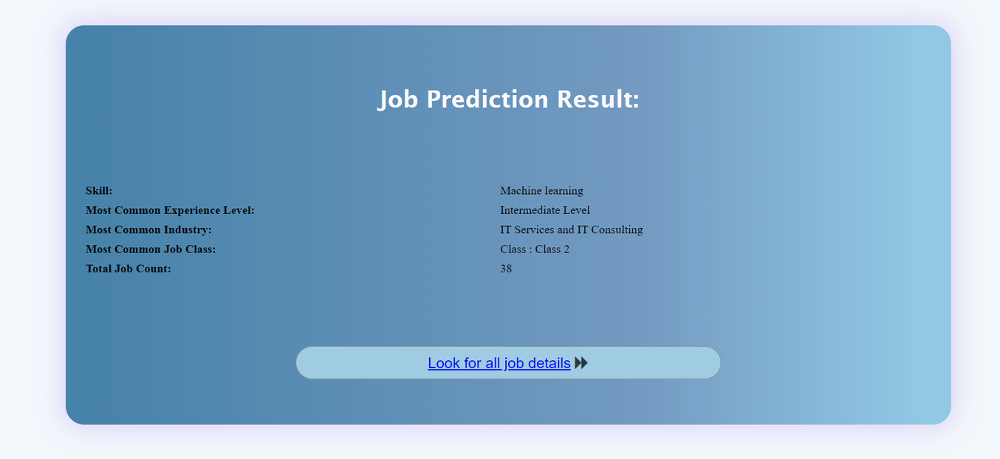 Job Prediction Result:
Skill: Machine learning
Most Common Experience Level: Intermediate Level
Most Common Industry: IT Services and IT Consulting
Most Common Job Class: Class : Class 2
Total Job Count: 38
Look for all job details